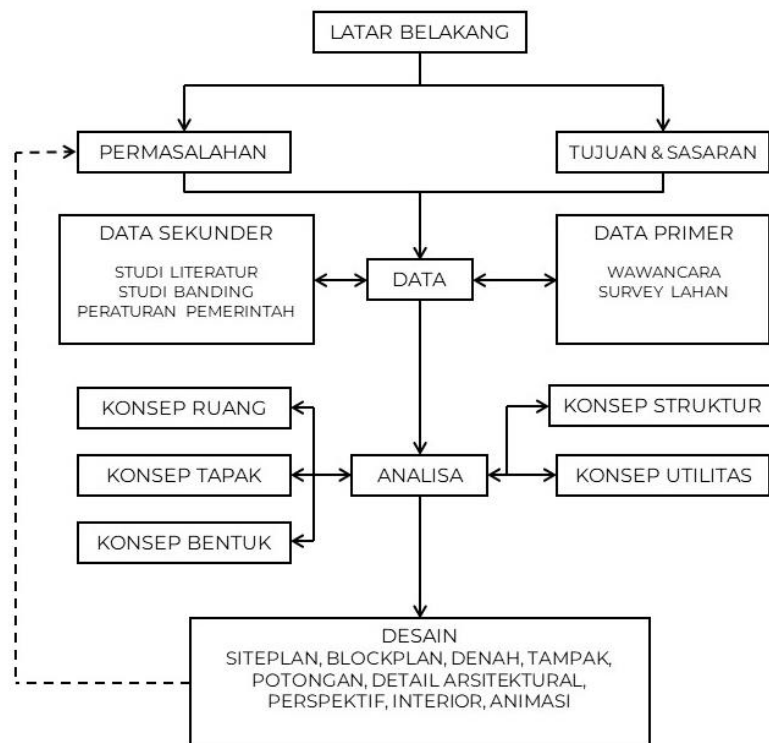 LATAR BELAKANG
PERMASALAHAN
TUJUAN & SASARAN
DATA SEKUNDER
STUDI LITERATUR
STUDI BANDING
PERATURAN PEMERINTAH
DATA
DATA PRIMER
WAWANCARA
SURVEY LAHAN
KONSEP RUANG
KONSEP TAPAK
KONSEP BENTUK
ANALISA
KONSEP STRUKTUR
KONSEP UTILITAS
DESAIN
SITEPLAN, BLOCKPLAN, DENAH, TAMPAK,
POTONGAN, DETAIL ARSITEKTURAL,
PERSPEKTIF, INTERIOR, ANIMASI